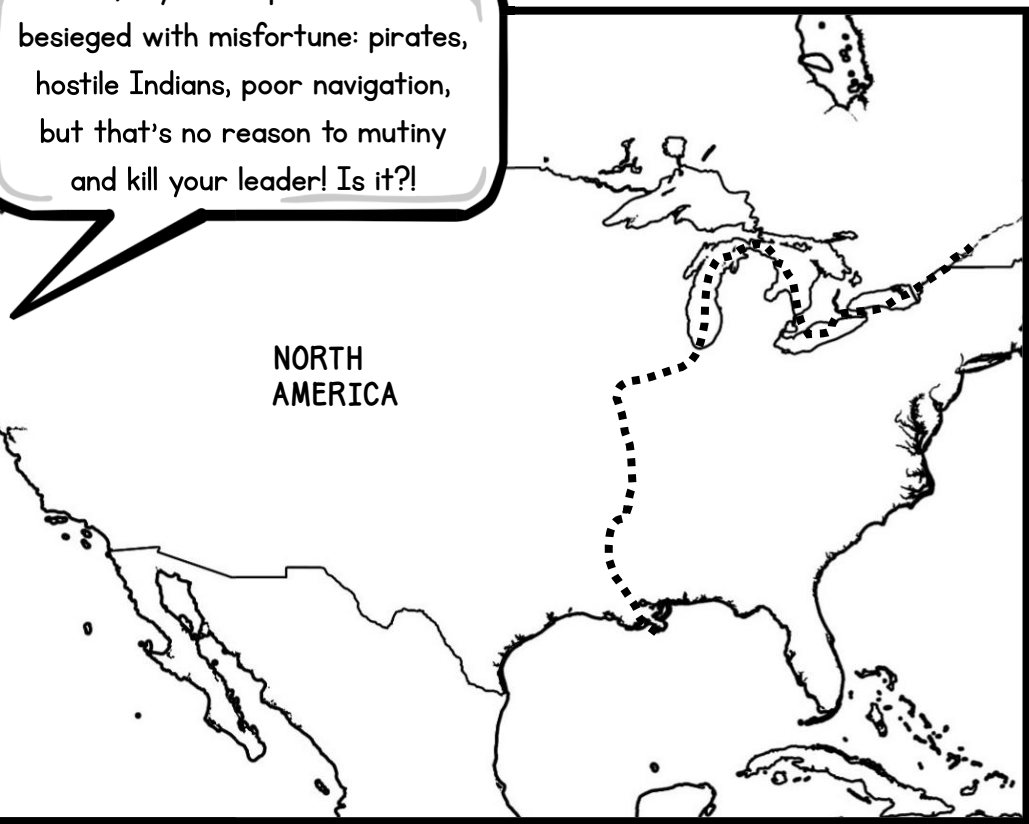 besieged with misfortune: pirates,
hostile Indians, poor navigation,
but that's no reason to mutiny
and kill your leader! Is it?!
NORTH
AMERICA